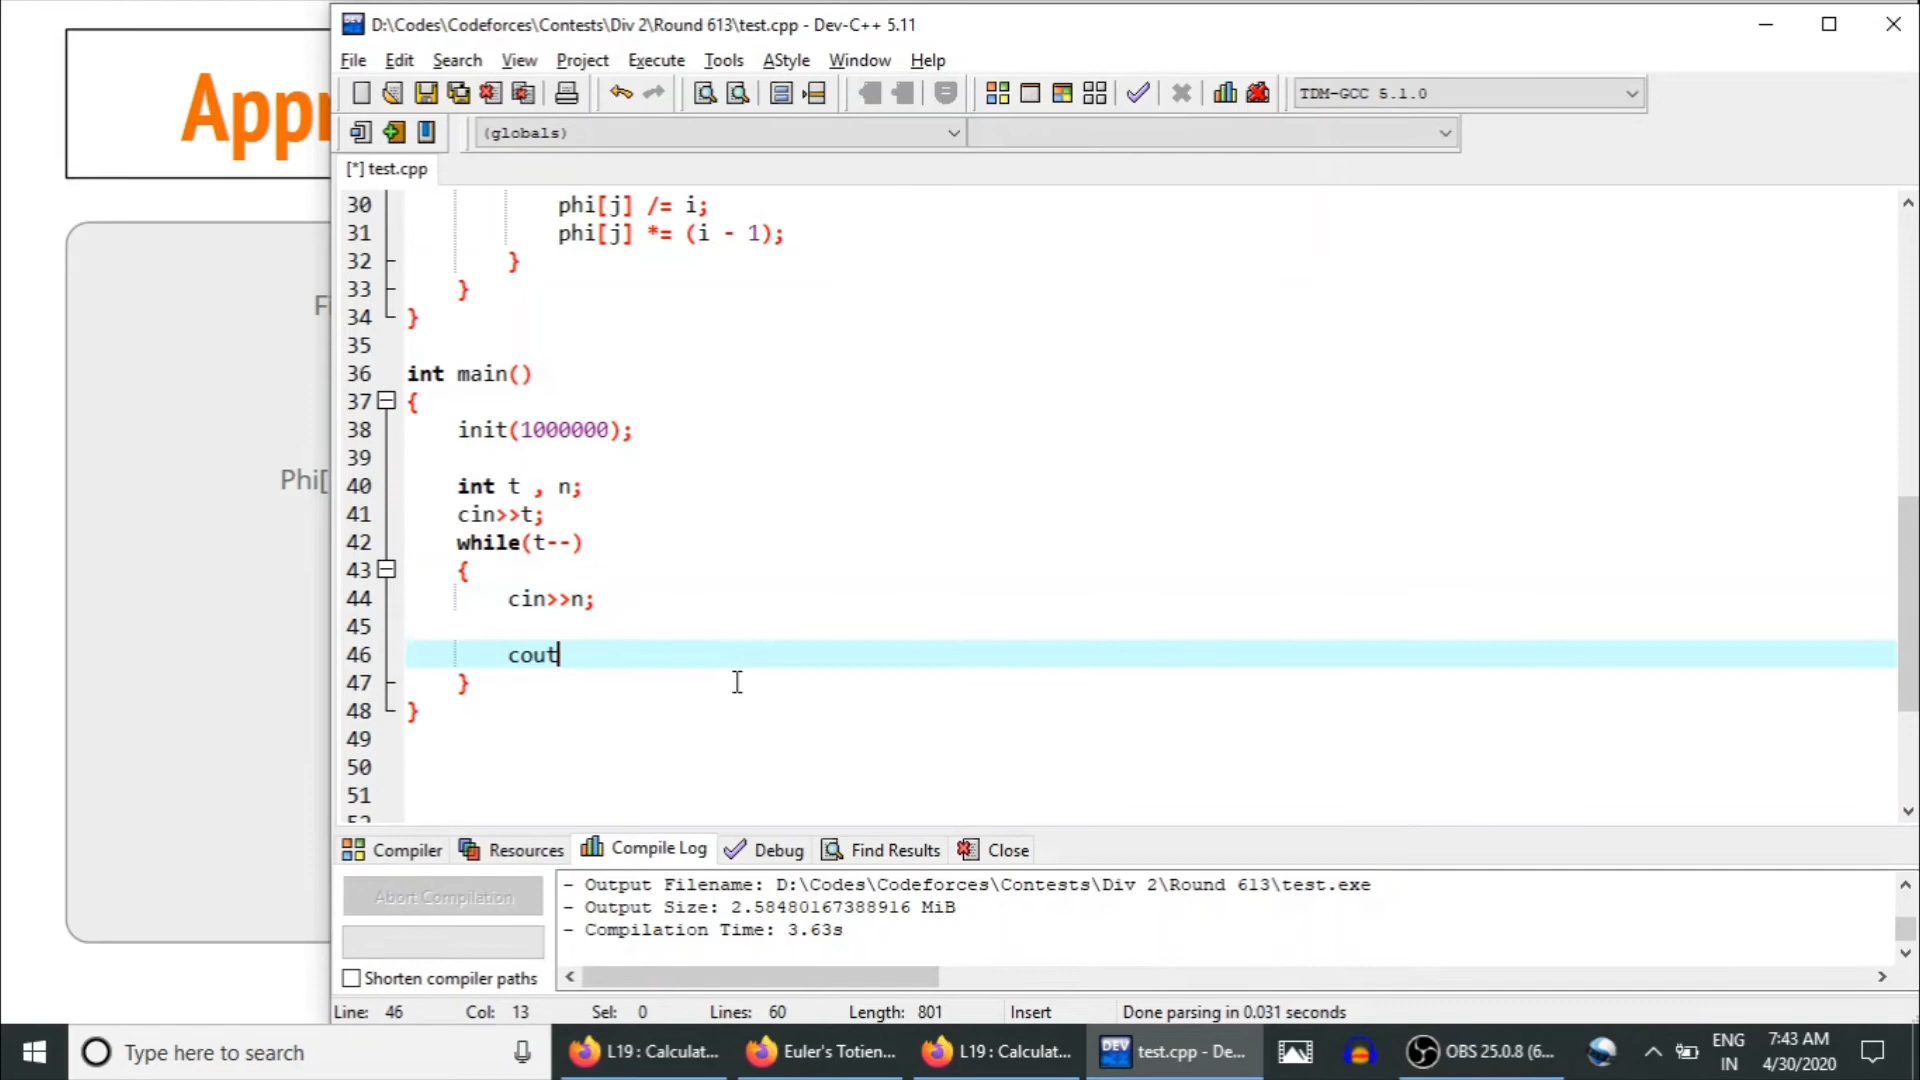 D:\Codes\Codeforces\Contests\Div 2\Round 613\test.cpp - Dev-C++ 5.11
File Edit Search View Project Execute Tools AStyle Window Help
TDM-GCC 5.1.0
(globals)
[*] test.cpp
30 phi[j] /= i;
31 phi[j] *= (i - 1);
32 }
33 }
34 }
35
36 int main()
37 {
38 init(1000000);
39
40 int t , n;
41 cin>>t;
42 while(t--)
43 {
44 cin>>n;
45
46 cout
47 }
48 }
49
50
51
Appr
Phi[
Compiler Resources Compile Log Debug Find Results Close
Abort Compilation
Shorten compiler paths
- Output Filename: D:\Codes\Codeforces\Contests\Div 2\Round 613\test.exe
- Output Size: 2.58480167388916 MiB
- Compilation Time: 3.63s
Line: 46 Col: 13 Sel: 0 Lines: 60 Length: 801 Insert Done parsing in 0.031 seconds
Type here to search
L19 : Calculat...
Euler's Totien...
L19 : Calculat...
DEV
test.cpp - De...
OBS 25.0.8 (6...
ENG
IN
7:43 AM
4/30/2020